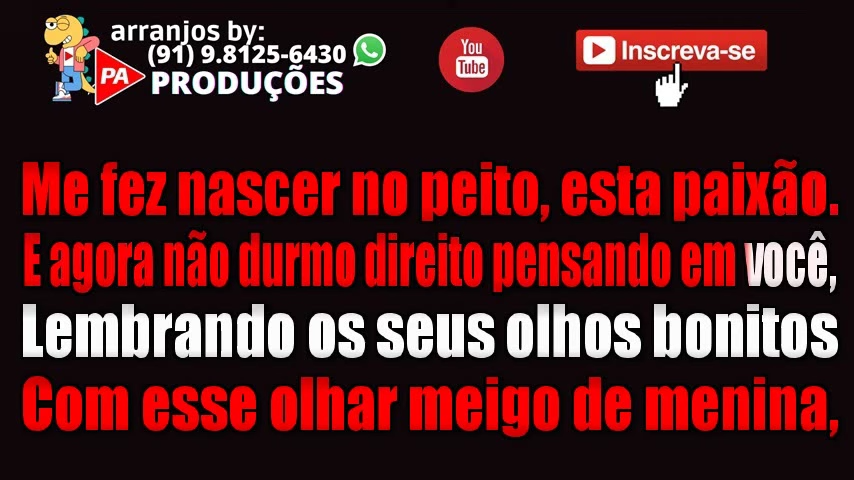 arranjos by:
(91) 9.8125-6430
PA PRODUÇÕES
You
Tube
Inscreva-se
Me fez nascer no peito, esta paixão.
E agora não durmo direito pensando em você,
Lembrando os seus olhos bonitos
Com esse olhar meigo de menina,